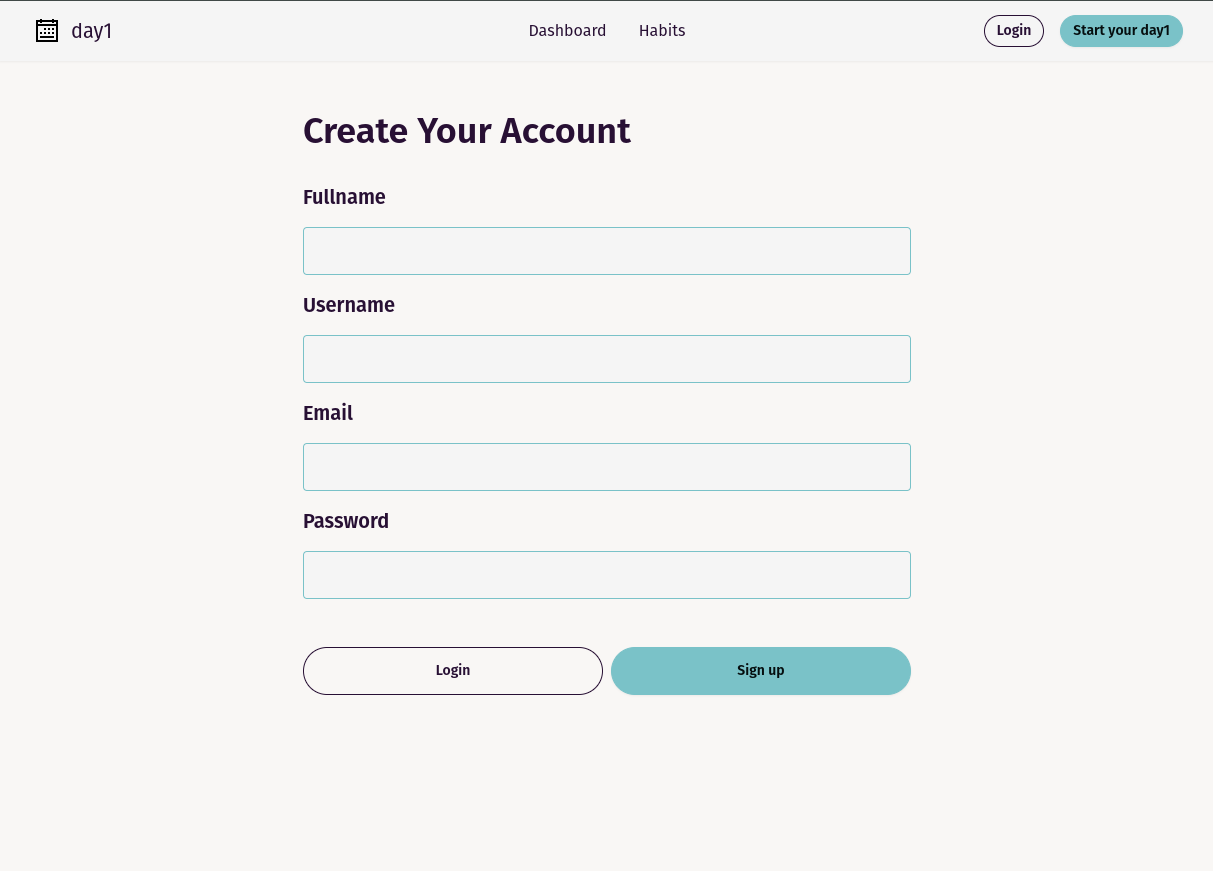 day1 Dashboard Habits Login Start your day1
Create Your Account
Fullname
Username
Email
Password
Login Sign up